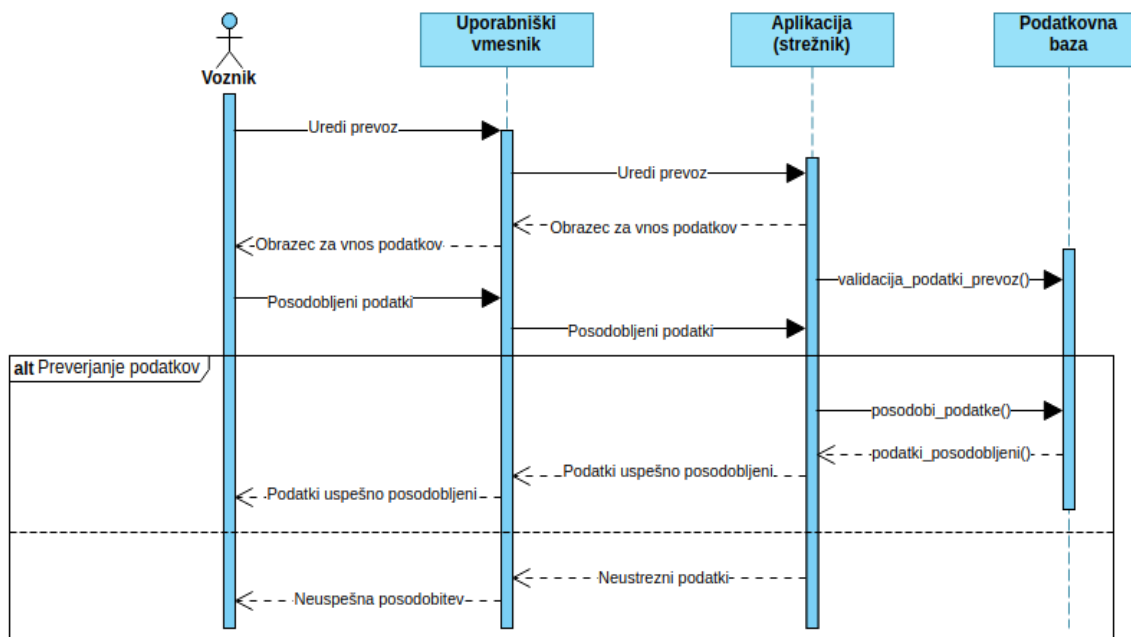 Uporabniški
vmesnik
Aplikacija
(strežnik)
Podatkovna
baza
Voznik
Uredi prevoz
Uredi prevoz
Obrazec za vnos podatkov
Obrazec za vnos podatkov
validacija_podatki_prevoz()
Posodobljeni podatki
Posodobljeni podatki
alt Preverjanje podatkov
posodobi_podatke()
podatki_posodobljeni()
Podatki uspešno posodobljeni
Podatki uspešno posodobljeni
Neustrezni podatki
Neuspešna posodobitev